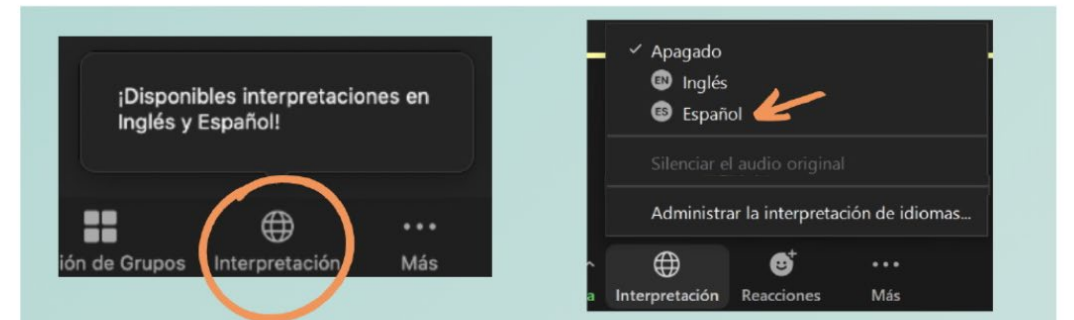 ¡Disponibles interpretaciones en
Inglés y Español!
ión de Grupos Interpretación Más
Apagado
EN Inglés
ES Español
Silenciar el audio original
Administrar la interpretación de idiomas...
a Interpretación Reacciones Más